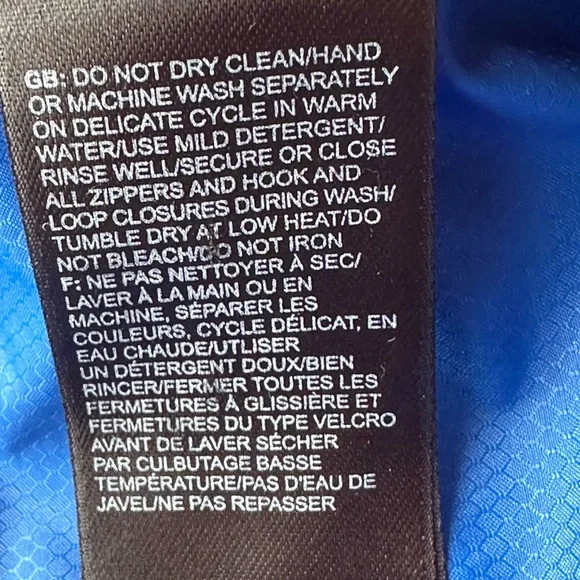 GB: DO NOT DRY CLEAN/HAND
OR MACHINE WASH SEPARATELY
ON DELICATE CYCLE IN WARM
WATER/USE MILD DETERGENT/
RINSE WELL/SECURE OR CLOSE
ALL ZIPPERS AND HOOK AND
LOOP CLOSURES DURING WASH/
TUMBLE DRY AT LOW HEAT/DO
NOT BLEACH/DO NOT IRON
F: NE PAS NETTOYER À SEC/
LAVER À LA MAIN OU EN
MACHINE, SÉPARER LES
COULEURS, CYCLE DÉLICAT, EN
EAU CHAUDE/UTLISER
UN DÉTERGENT DOUX/BIEN
RINCER/FERMER TOUTES LES
FERMETURES À GLISSIÈRE ET
FERMETURES DU TYPE VELCRO
AVANT DE LAVER SÉCHER
PAR CULBUTAGE BASSE
TEMPÉRATURE/PAS D'EAU DE
JAVEL/NE PAS REPASSER